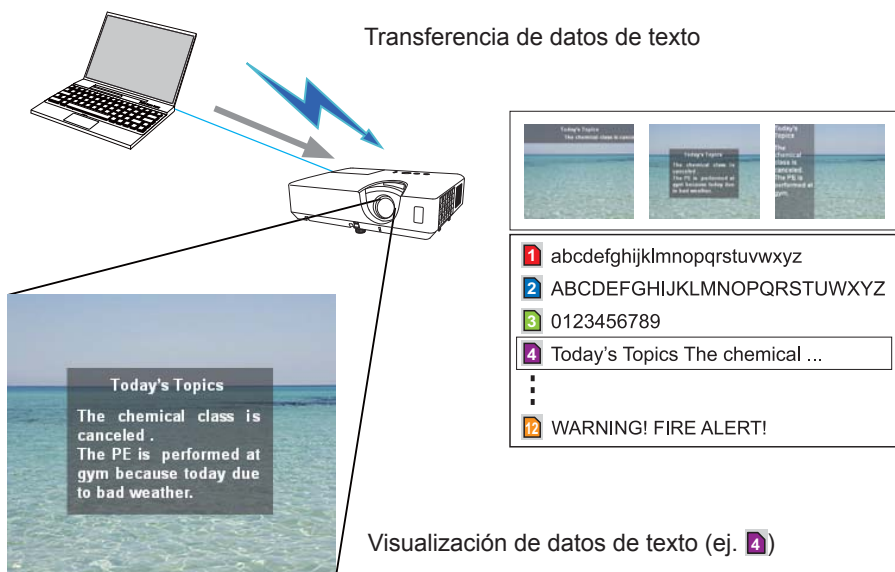 Transferencia de datos de texto
Today's Topics
The chemical class is cance
Today's Topics
The chemical class is
canceled .
The PE is performed at
gym because today due
to bad weather.
Today's
Topics
The
chemical
class is
canceled.
The PE is
performed at
gym.
1 abcdefghijklmnopqrstuvwxyz
2 ABCDEFGHIJKLMNOPQRSTUWXYZ
3 0123456789
4 Today's Topics The chemical ...
12 WARNING! FIRE ALERT!
Today's Topics
The chemical class is
canceled .
The PE is performed at
gym because today due
to bad weather.
Visualización de datos de texto (ej. 4)